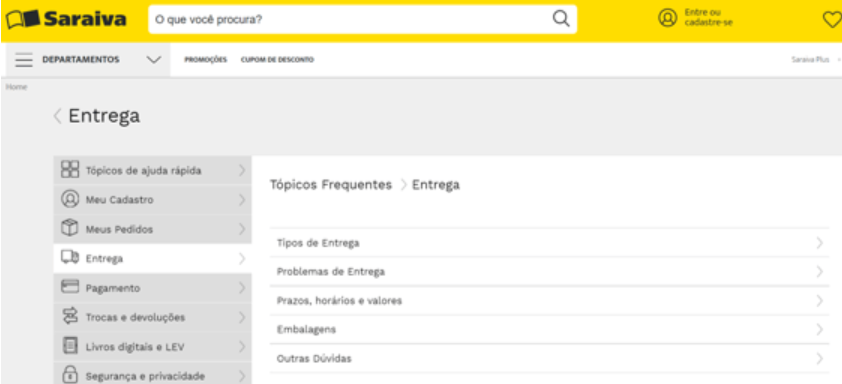 Saraiva
O que você procura?
Entre ou
cadastre-se
DEPARTAMENTOS
PROMOÇÕES
CUPOM DE DESCONTO
Saraiva Plus
Home
Entrega
Tópicos de ajuda rápida
Meu Cadastro
Meus Pedidos
Entrega
Pagamento
Trocas e devoluções
Livros digitais e LEV
Segurança e privacidade
Tópicos Frequentes > Entrega
Tipos de Entrega
Problemas de Entrega
Prazos, horários e valores
Embalagens
Outras Dúvidas